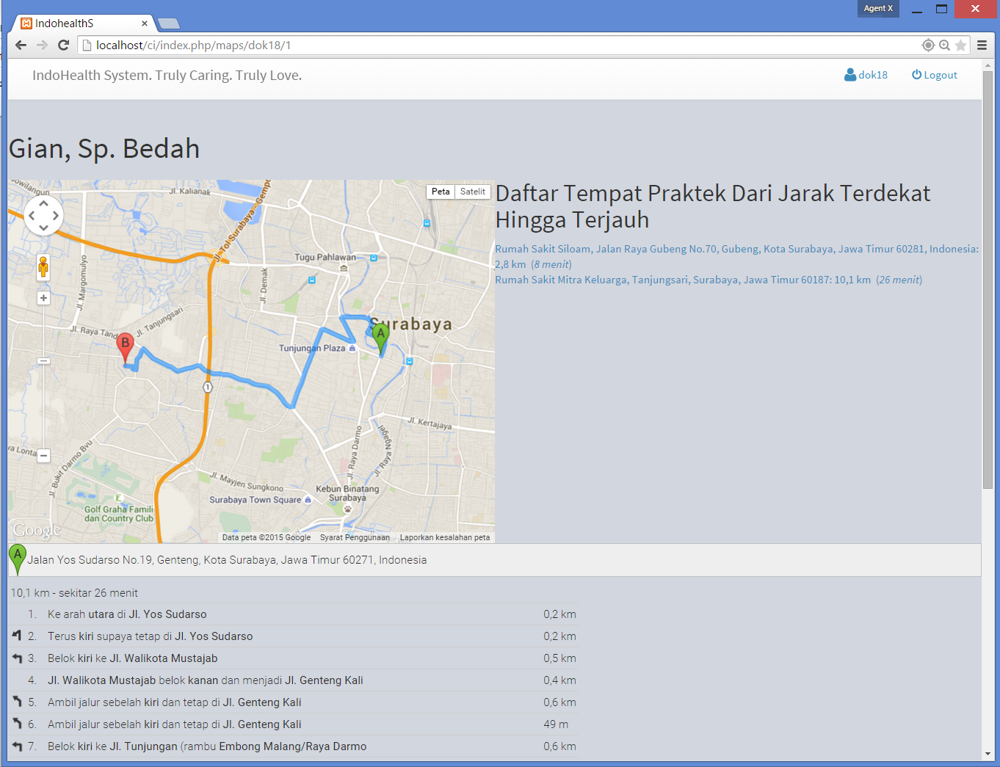 Agent X
IndohealthS
localhost/ci/index.php/maps/dok18/1
IndoHealth System. Truly Caring. Truly Love.
dok18
Logout
Gian, Sp. Bedah
Jl. Kalianak
Peta
Satelit
Jl. Tol Surabaya - Gempo
Tugu Pahlawan
Jl. Margomulyo
Jl. Demak
Jl. Tanjungsari
Jl. Raya Tand
Surabaya
A
B
Tunjungan Plaza
1
Jl. Kertajaya
Jl. Raya Darmo
Jl. Raya Ngagel
ya Lonta
Jl. Bukit Darmo Bvu
Jl. Mayjen Sungkono
Kebun Binatang
Surabaya
Surabaya Town Square
Golf Graha Famili
dan Country Club
Google
Data peta ©2015 Google
Syarat Penggunaan
Laporkan kesalahan peta
Daftar Tempat Praktek Dari Jarak Terdekat
Hingga Terjauh
Rumah Sakit Siloam, Jalan Raya Gubeng No.70, Gubeng, Kota Surabaya, Jawa Timur 60281, Indonesia:
2,8 km (8 menit)
Rumah Sakit Mitra Keluarga, Tanjungsari, Surabaya, Jawa Timur 60187: 10,1 km (26 menit)
A
Jalan Yos Sudarso No.19, Genteng, Kota Surabaya, Jawa Timur 60271, Indonesia
10,1 km - sekitar 26 menit
1. Ke arah utara di Jl. Yos Sudarso 0,2 km
2. Terus kiri supaya tetap di Jl. Yos Sudarso 0,2 km
3. Belok kiri ke Jl. Walikota Mustajab 0,5 km
4. Jl. Walikota Mustajab belok kanan dan menjadi Jl. Genteng Kali 0,4 km
5. Ambil jalur sebelah kiri dan tetap di Jl. Genteng Kali 0,6 km
6. Ambil jalur sebelah kiri dan tetap di Jl. Genteng Kali 49 m
7. Belok kiri ke Jl. Tunjungan (rambu Embong Malang/Raya Darmo 0,6 km